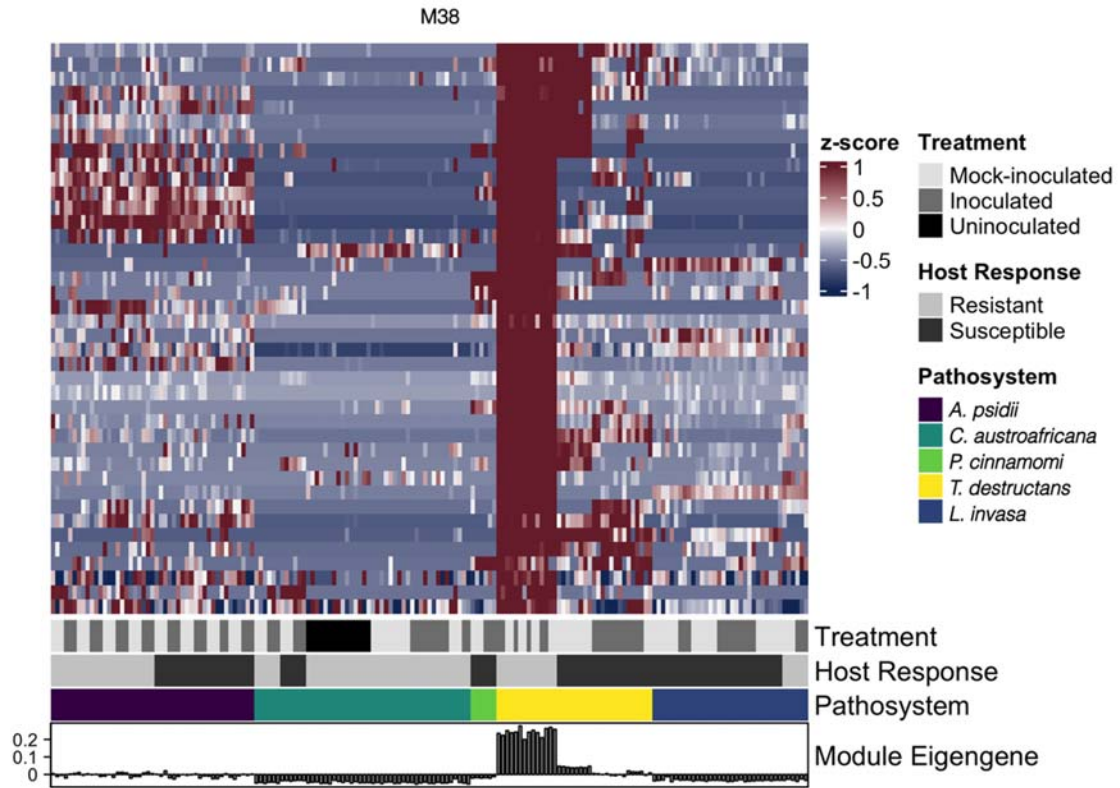 M38
z-score
1
0.5
0
-0.5
-1
Treatment
Mock-inoculated
Inoculated
Uninoculated
Host Response
Resistant
Susceptible
Pathosystem
A. psidii
C. austroafricana
P. cinnamomi
T. destructans
L. invasa
Treatment
Host Response
Pathosystem
0.2
0.1
0
Module Eigengene